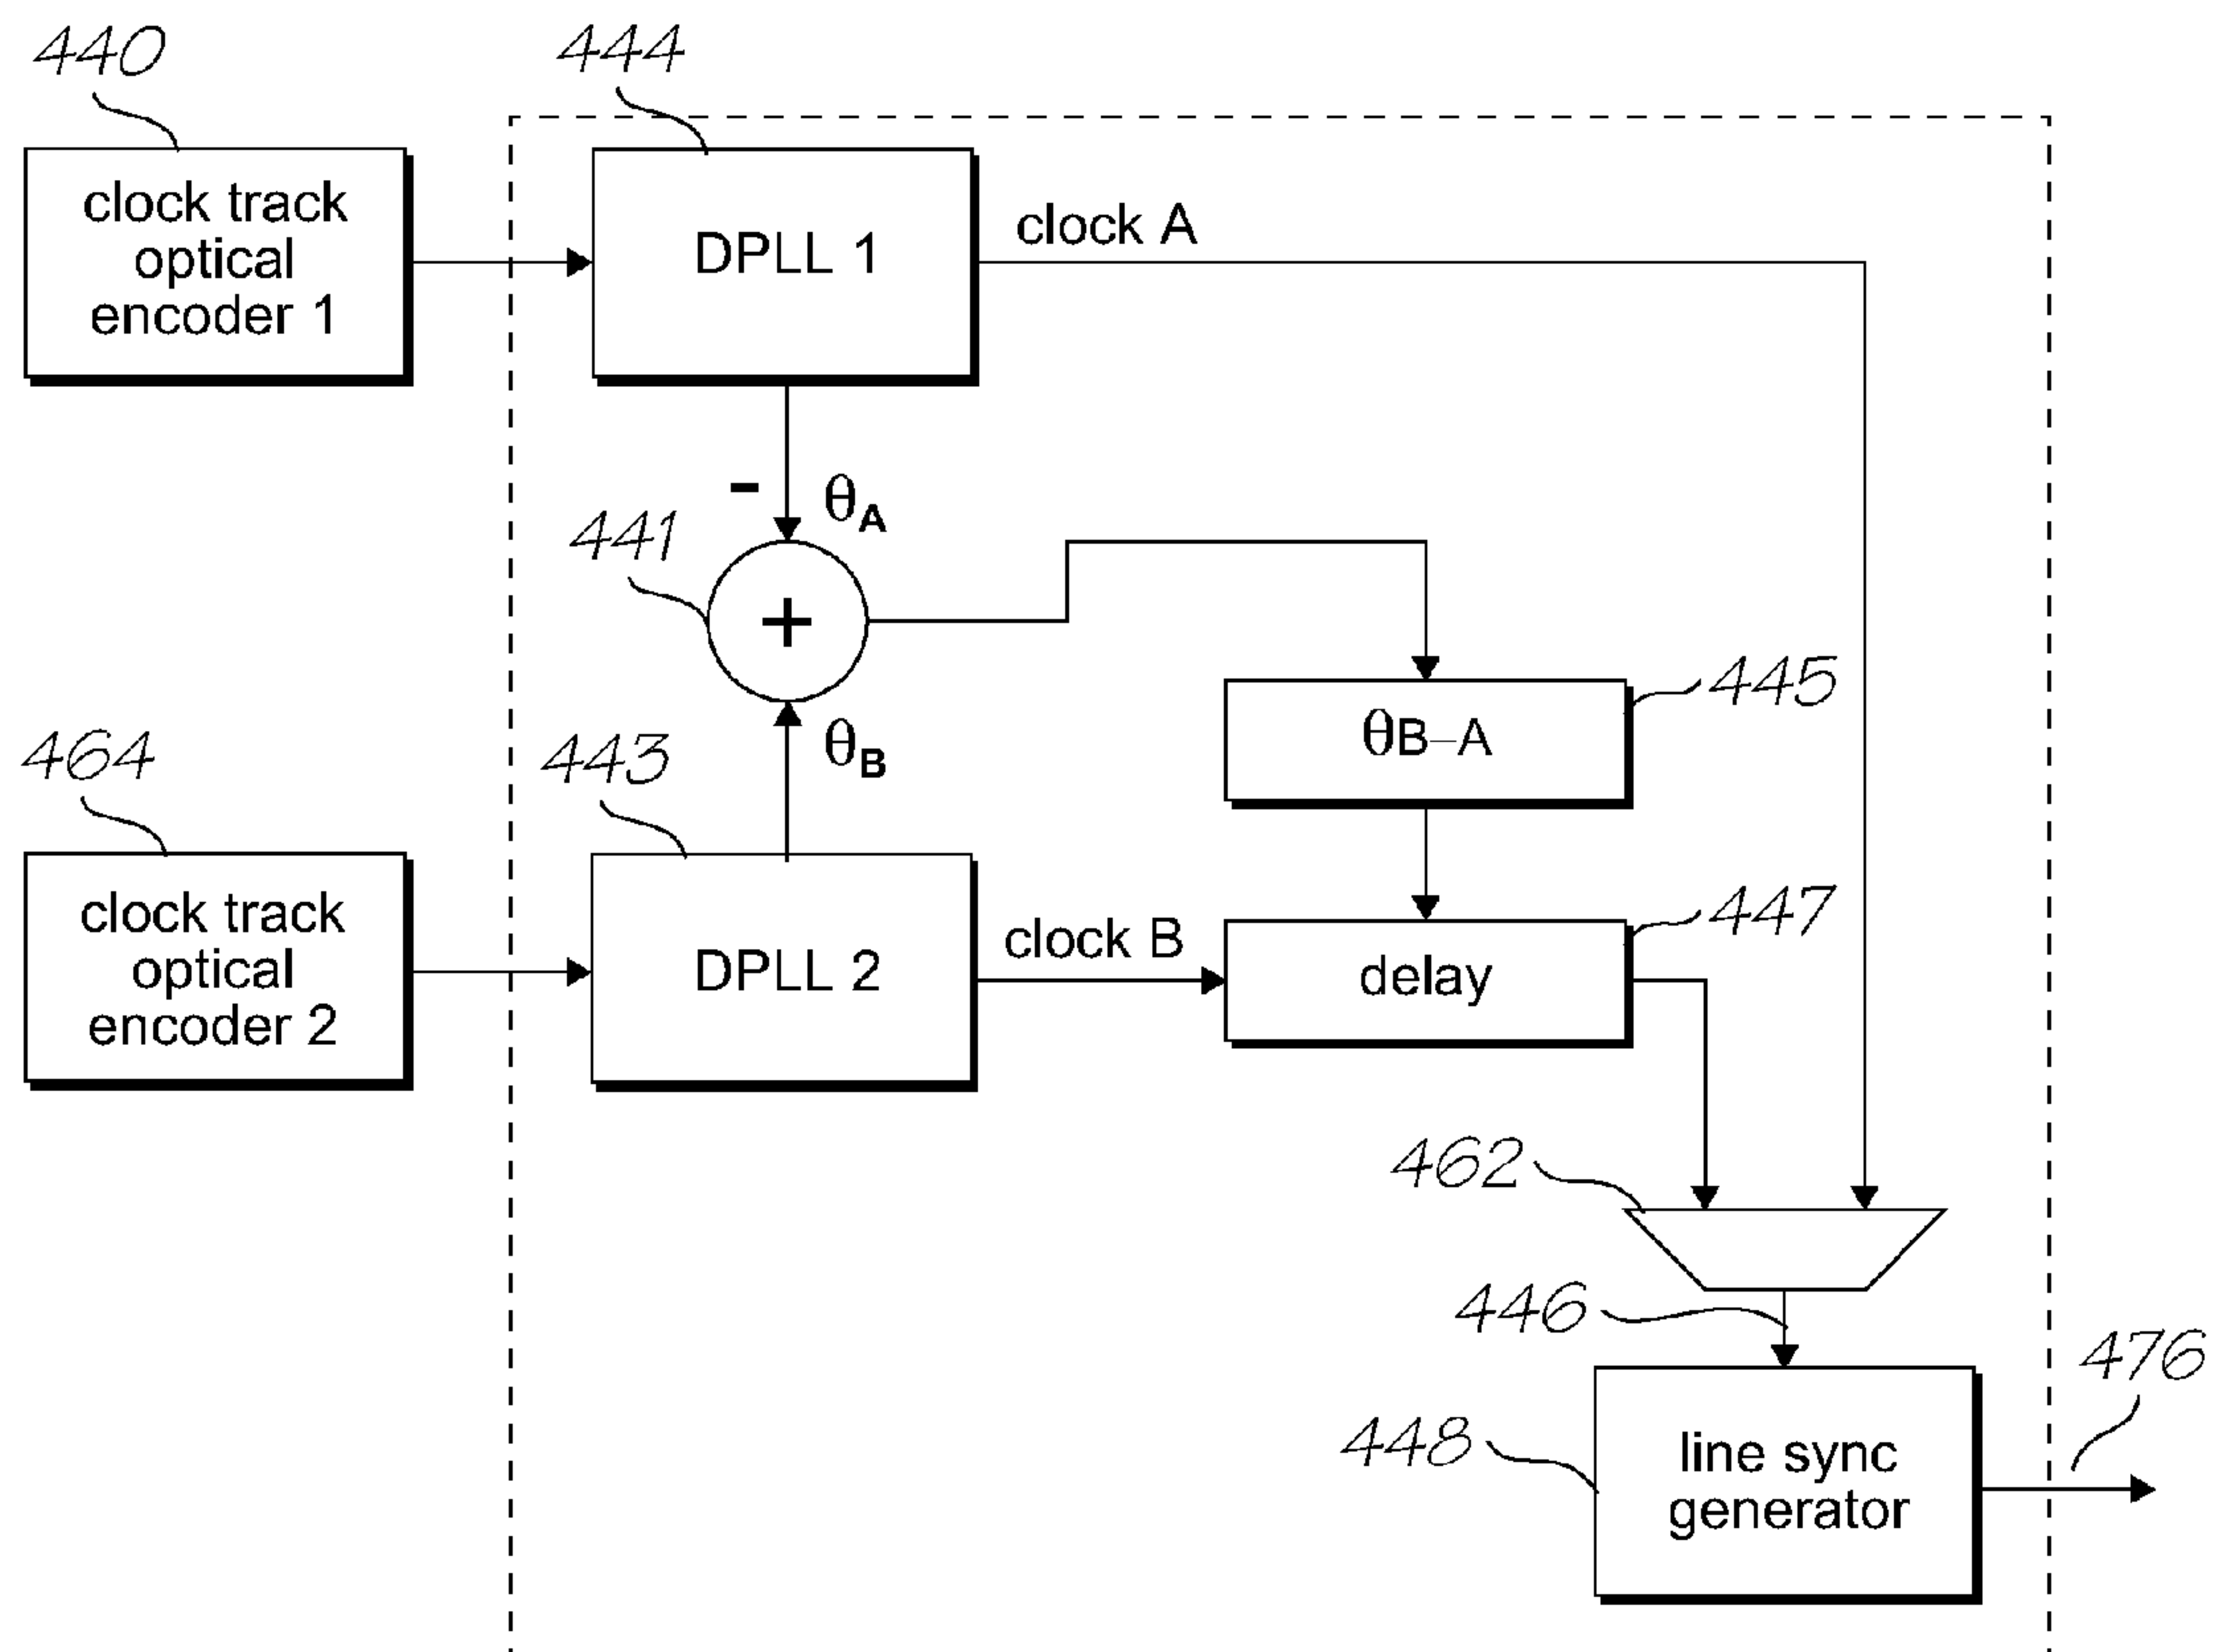 440
444
clock track
optical
encoder 1
DPLL 1
clock A
-
θA
441
+
445
θB–A
464
443
θB
447
clock track
optical
encoder 2
DPLL 2
clock B
delay
462
446
476
448
line sync
generator